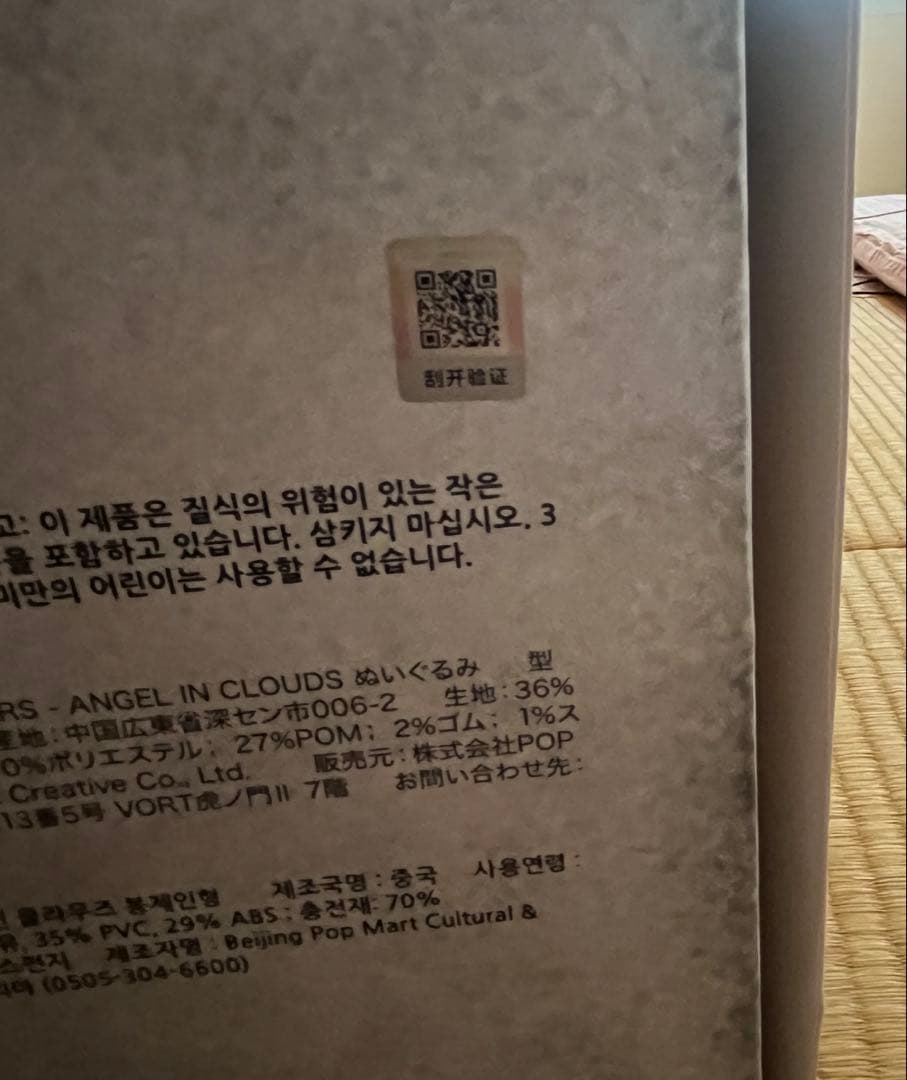 刮开验证
고: 이 제품은 질식의 위험이 있는 작은
을 포함하고 있습니다. 삼키지 마십시오. 3
미만의 어린이는 사용할 수 없습니다.
RS - ANGEL IN CLOUDS ぬいぐるみ 型
産地:中国広東省深セン市006-2 生地:36%
0%ポリエステル; 27%POM; 2%ゴム; 1%ス
Creative Co., Ltd. 販売元:株式会社POP
13番5号 VORT虎ノ門II 7階 お問い合わせ先:
클라우즈 봉제인형 제조국명 : 중국 사용연령 :
35% PVC, 29% ABS ; 충전재: 70%
스펀지 제조자명 : Beijing Pop Mart Cultural &
(0505-304-6600)